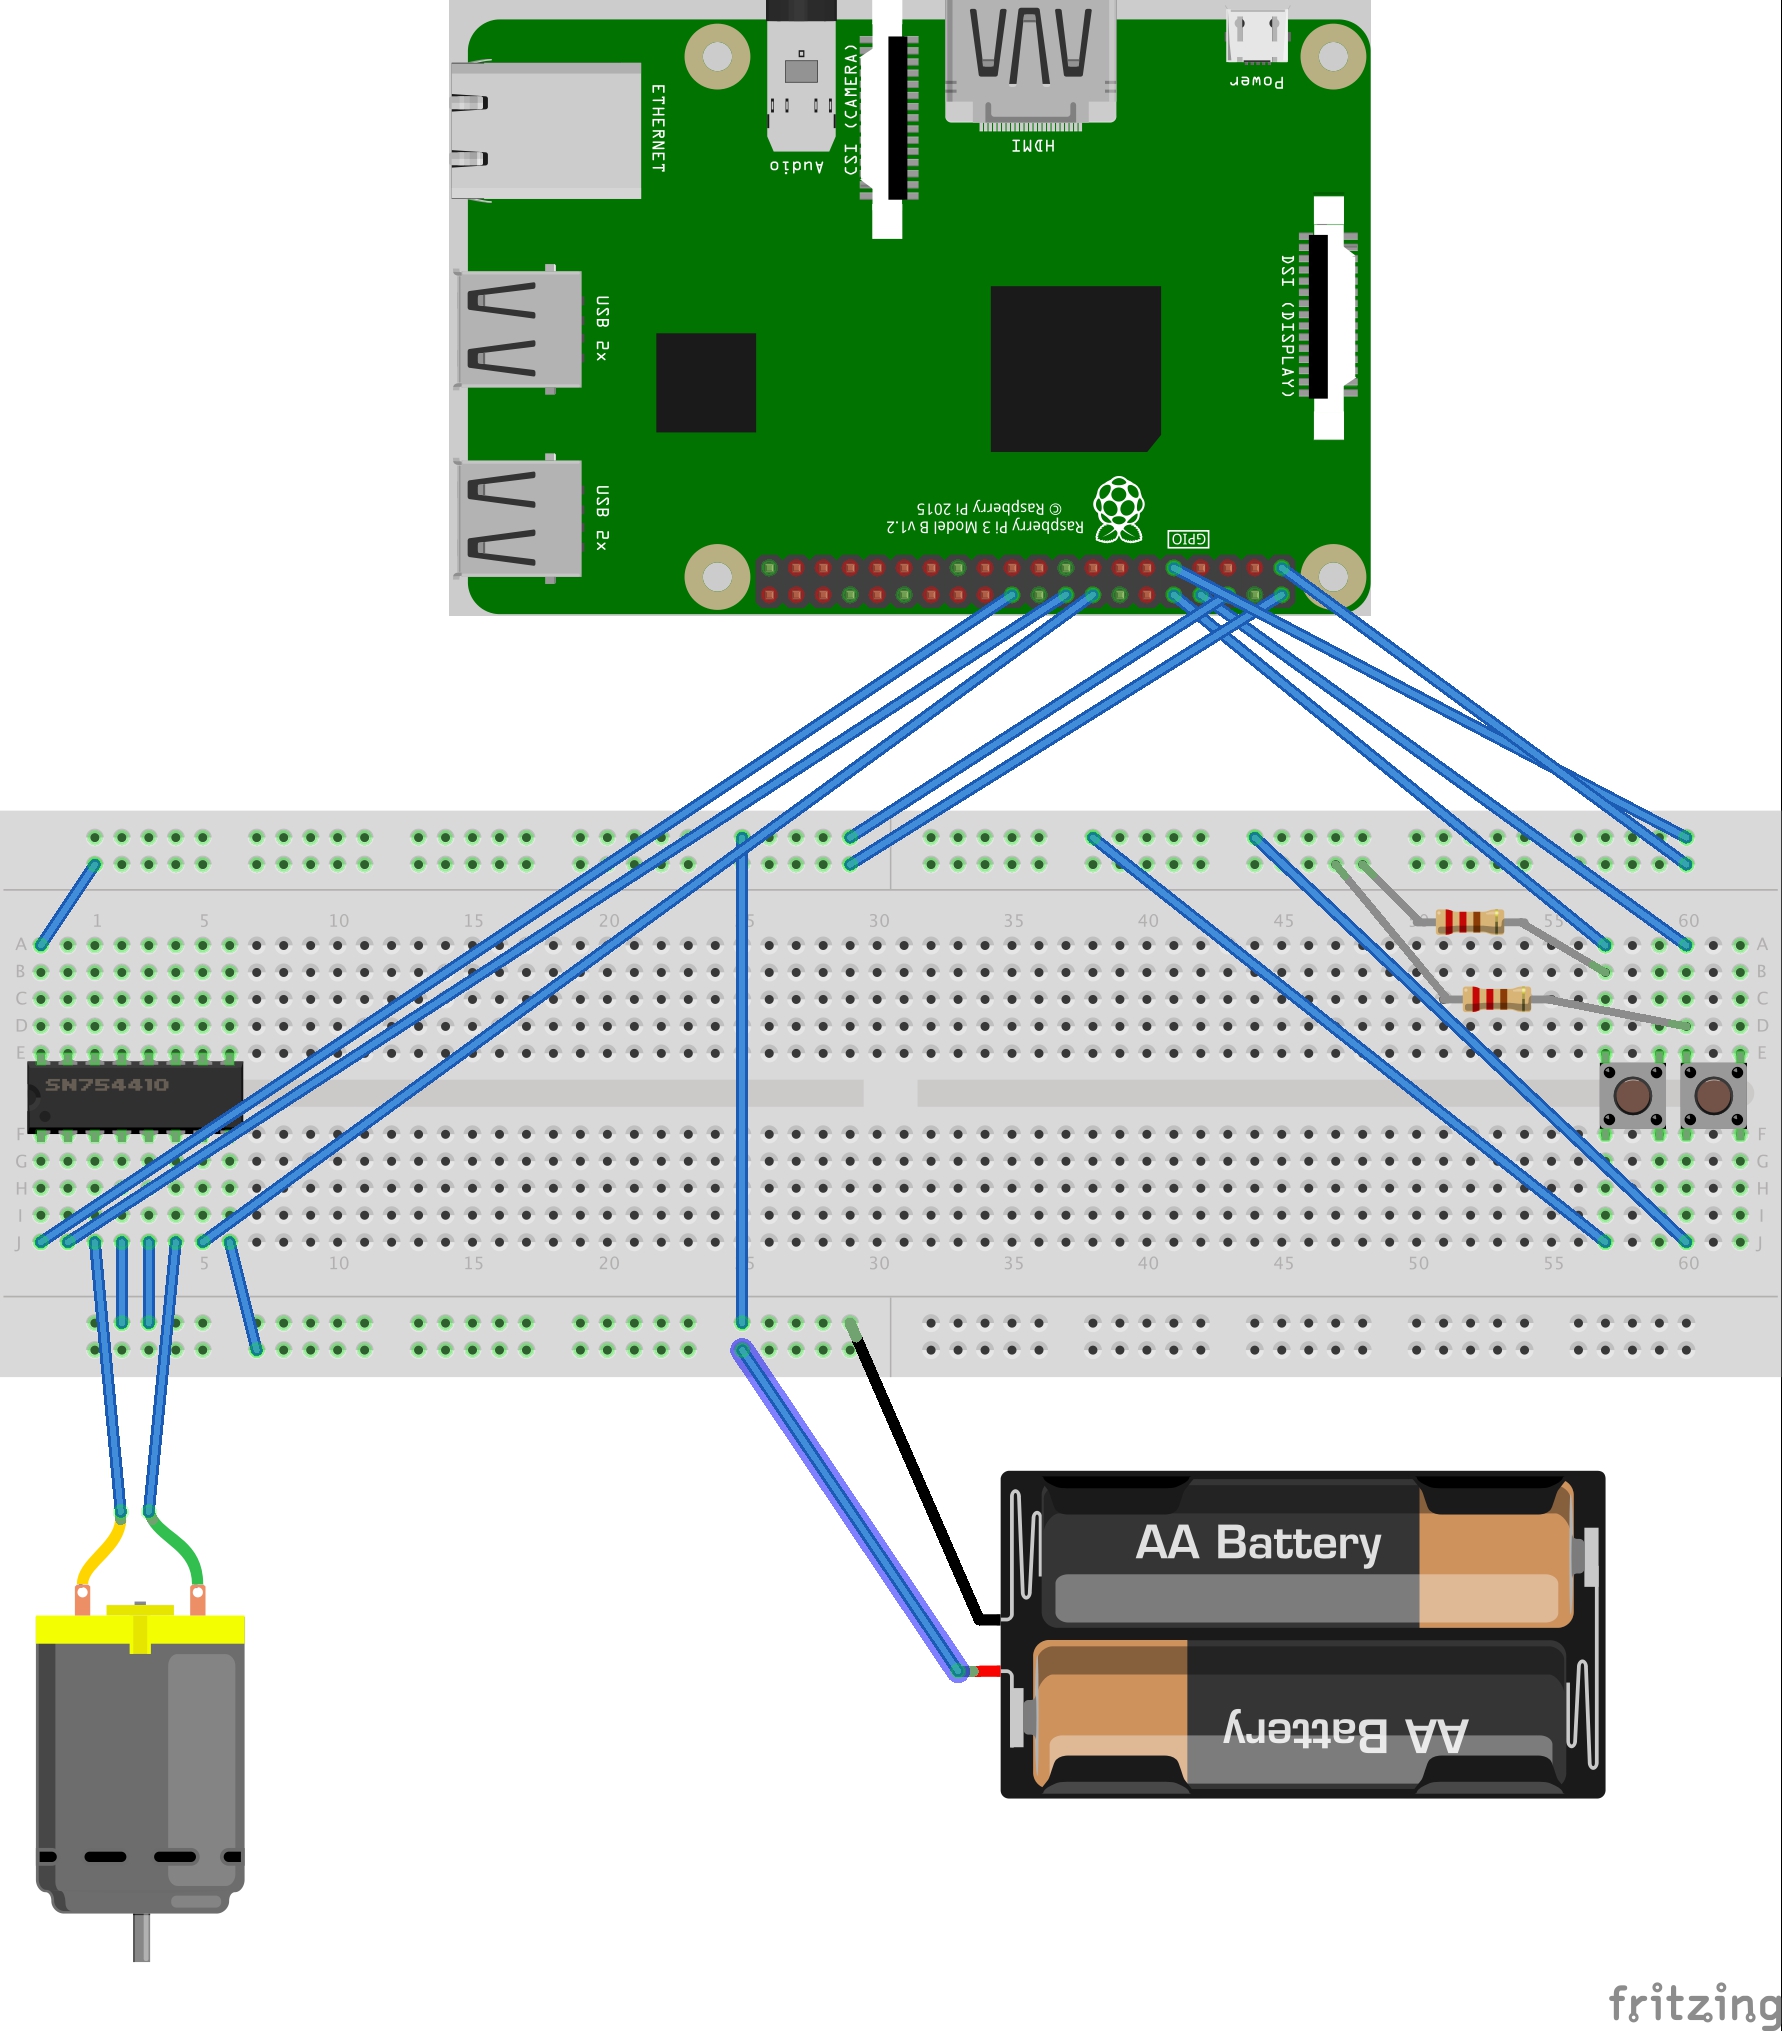 Power
ETHERNET
CSI (CAMERA)
HDMI
Audio
DSI (DISPLAY)
USB 2x
USB 2x
© Raspberry Pi 2015
Raspberry Pi 3 Model B v1.2
GPIO
1 5 10 15 20 25 30 35 40 45 50 55 60
A A
B B
C C
D D
E E
SN754410
F F
G G
H H
I I
J J
5 10 15 20 25 30 35 40 45 50 55 60
AA Battery
AA Battery
fritzing